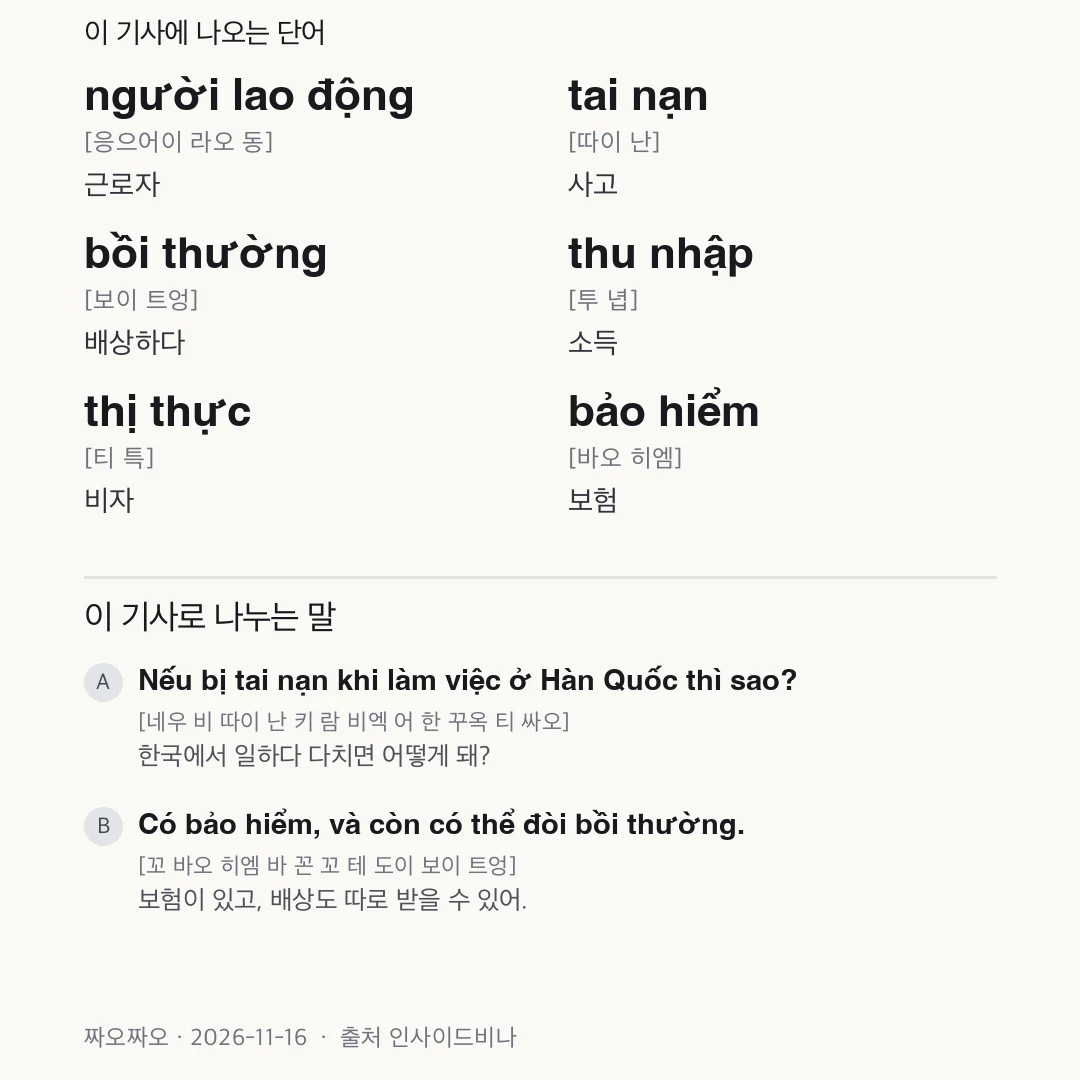 이 기사에 나오는 단어
người lao động
[응으어이 라오 동]
근로자
tai nạn
[따이 난]
사고
bồi thường
[보이 트엉]
배상하다
thu nhập
[투 녑]
소득
thị thực
[티 특]
비자
bảo hiểm
[바오 히엠]
보험
이 기사로 나누는 말
A Nếu bị tai nạn khi làm việc ở Hàn Quốc thì sao?
[네우 비 따이 난 키 람 비엑 어 한 꾸옥 티 싸오]
한국에서 일하다 다치면 어떻게 돼?
B Có bảo hiểm, và còn có thể đòi bồi thường.
[꼬 바오 히엠 바 꼰 꼬 테 도이 보이 트엉]
보험이 있고, 배상도 따로 받을 수 있어.
짜오짜오 · 2026-11-16 · 출처 인사이드비나